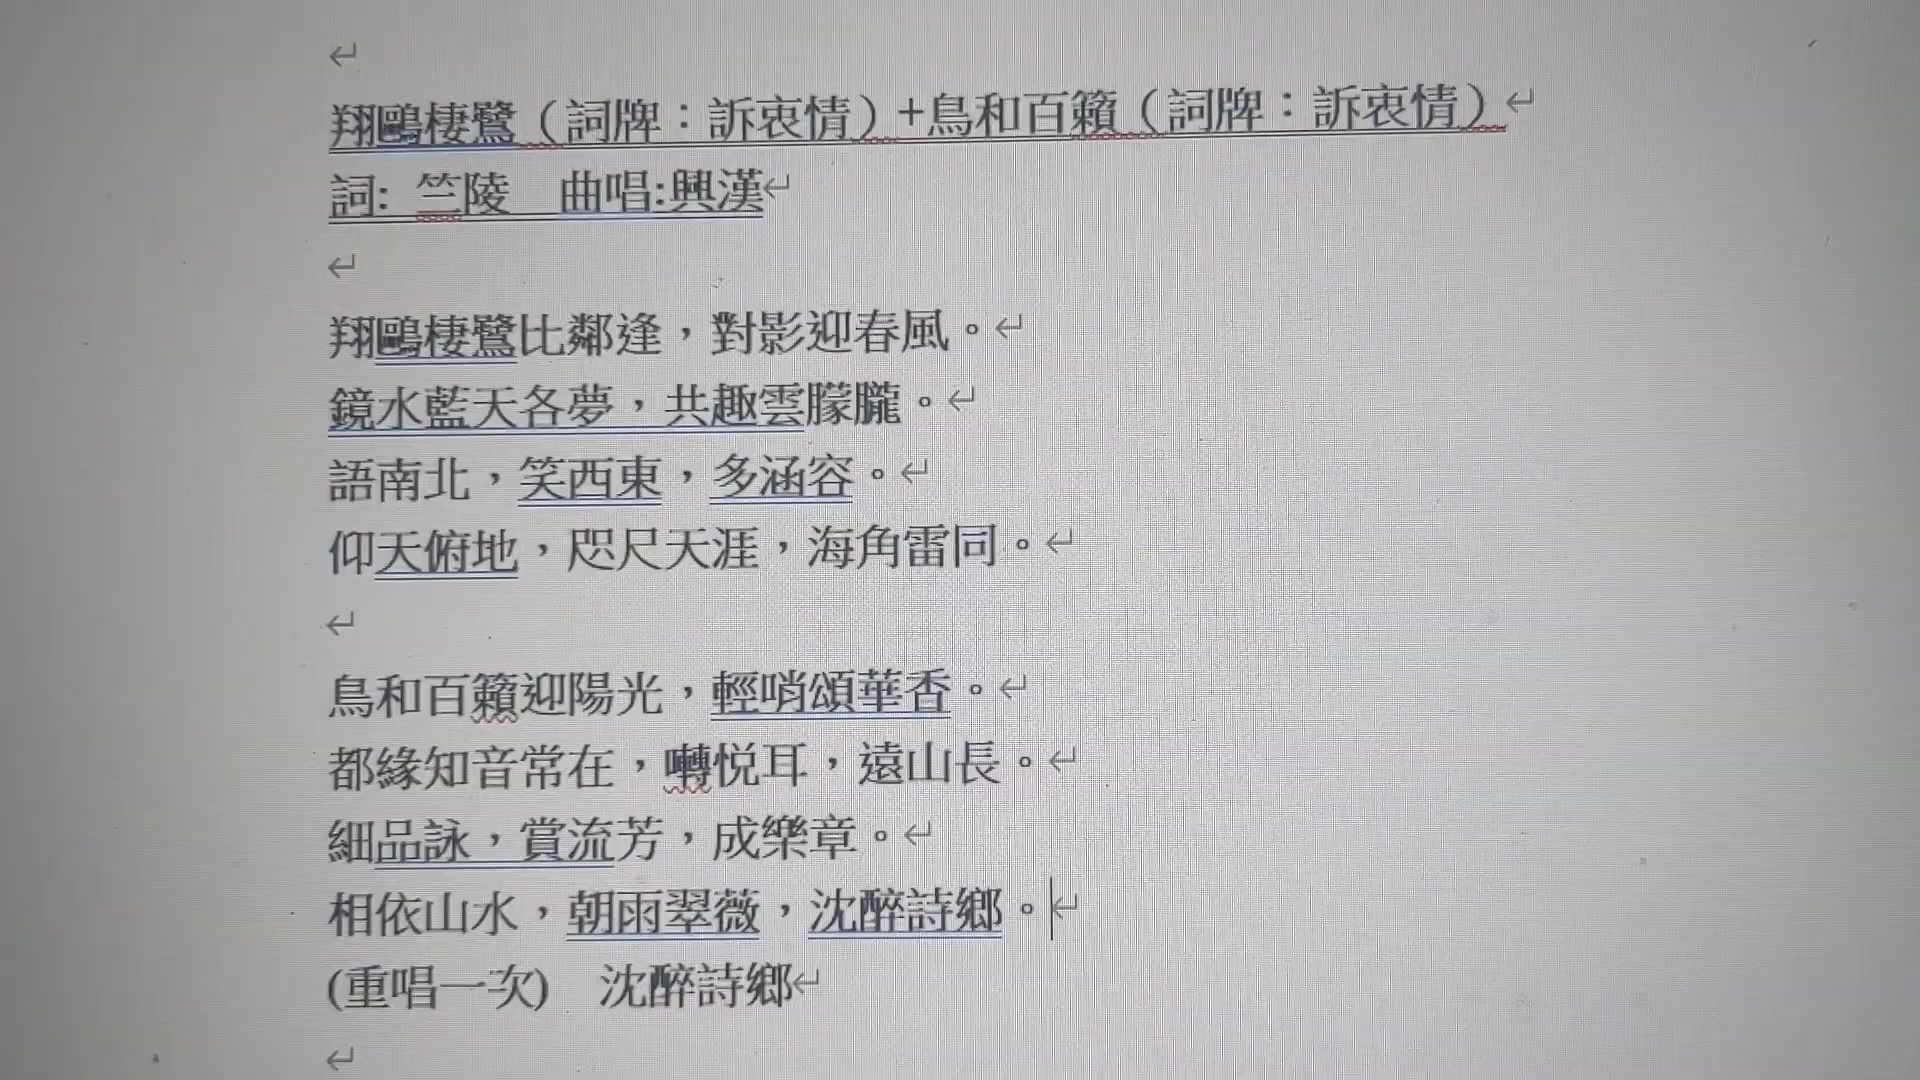 翔鷗棲鷺（詞牌：訴衷情）+鳥和百籟（詞牌：訴衷情）
詞: 竺陵　曲唱:興漢
翔鷗棲鷺比鄰逢，對影迎春風。
鏡水藍天各夢，共趣雲朦朧。
語南北，笑西東，多涵容。
仰天俯地，咫尺天涯，海角雷同。
鳥和百籟迎陽光，輕哨頌華香。
都緣知音常在，囀悅耳，遠山長。
細品詠，賞流芳，成樂章。
相依山水，朝雨翠薇，沈醉詩鄉。
(重唱一次)　沈醉詩鄉